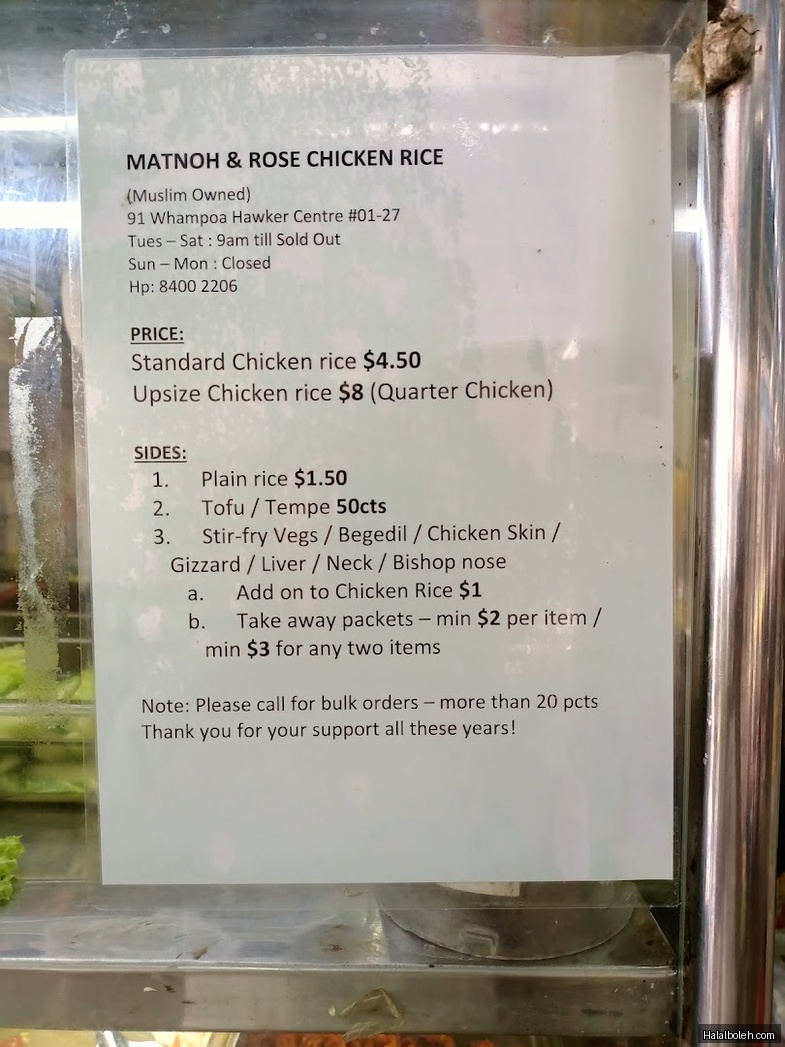 MATNOH & ROSE CHICKEN RICE
(Muslim Owned)
91 Whampoa Hawker Centre #01-27
Tues – Sat : 9am till Sold Out
Sun – Mon : Closed
Hp: 8400 2206
PRICE:
Standard Chicken rice $4.50
Upsize Chicken rice $8 (Quarter Chicken)
SIDES:
1. Plain rice $1.50
2. Tofu / Tempe 50cts
3. Stir-fry Vegs / Begedil / Chicken Skin /
Gizzard / Liver / Neck / Bishop nose
a. Add on to Chicken Rice $1
b. Take away packets – min $2 per item /
min $3 for any two items
Note: Please call for bulk orders – more than 20 pcts
Thank you for your support all these years!
Halalboleh.com